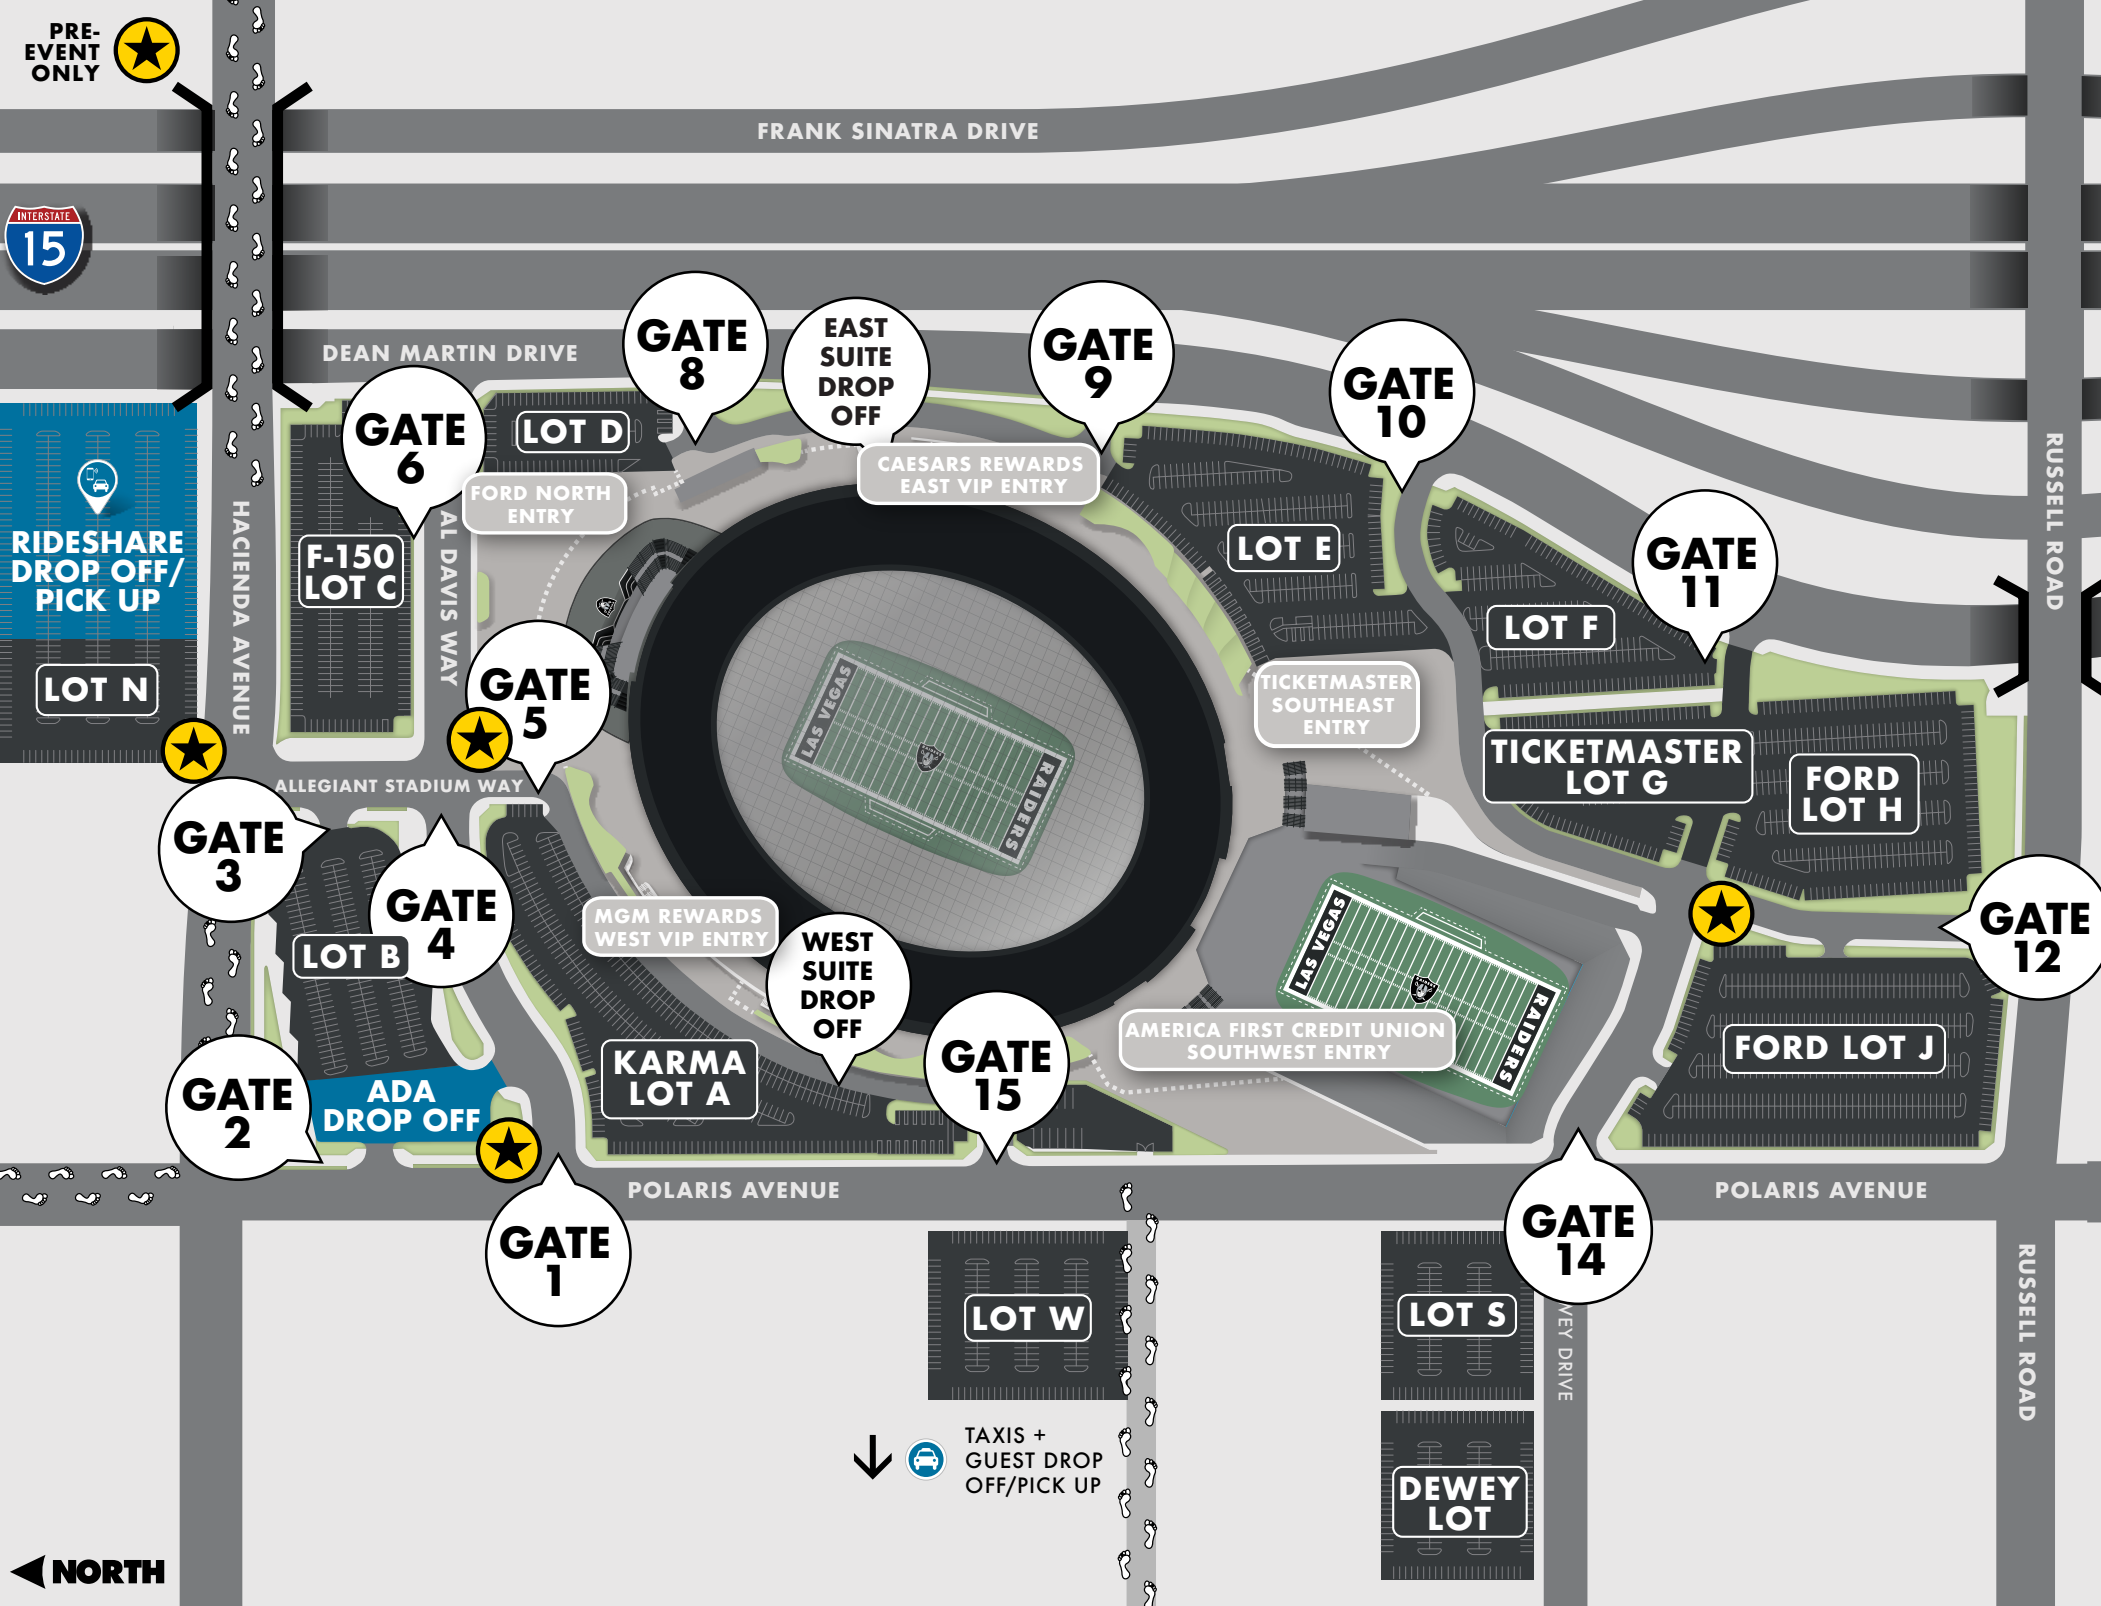 PRE-
EVENT
ONLY
FRANK SINATRA DRIVE
INTERSTATE
15
DEAN MARTIN DRIVE
GATE
8
EAST
SUITE
DROP
OFF
GATE
9
GATE
10
GATE
6
LOT D
CAESARS REWARDS
EAST VIP ENTRY
FORD NORTH
ENTRY
RUSSELL ROAD
RIDESHARE
DROP OFF/
PICK UP
HACIENDA AVENUE
F-150
LOT C
AL DAVIS WAY
LOT E
GATE
11
LOT F
LOT N
GATE
5
LAS VEGAS
RAIDERS
TICKETMASTER
SOUTHEAST
ENTRY
TICKETMASTER
LOT G
FORD
LOT H
ALLEGIANT STADIUM WAY
GATE
3
GATE
4
LOT B
MGM REWARDS
WEST VIP ENTRY
WEST
SUITE
DROP
OFF
LAS VEGAS
RAIDERS
GATE
12
AMERICA FIRST CREDIT UNION
SOUTHWEST ENTRY
FORD LOT J
GATE
2
ADA
DROP OFF
KARMA
LOT A
GATE
15
POLARIS AVENUE
POLARIS AVENUE
GATE
1
GATE
14
LOT W
LOT S
WEY DRIVE
RUSSELL ROAD
TAXIS +
GUEST DROP
OFF/PICK UP
DEWEY
LOT
NORTH